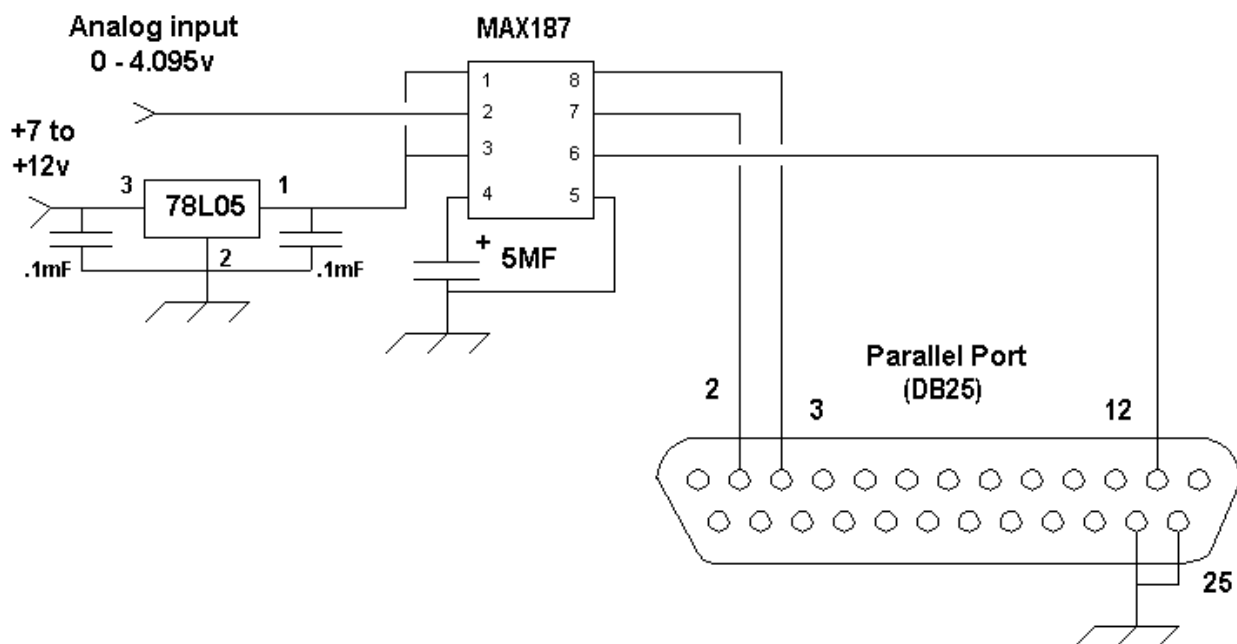 Analog input
0 - 4.095v
MAX187
1
8
2
7
3
6
4
5
+7 to
+12v
3
78L05
1
2
.1mF
.1mF
+
5MF
Parallel Port
(DB25)
2
3
12
25